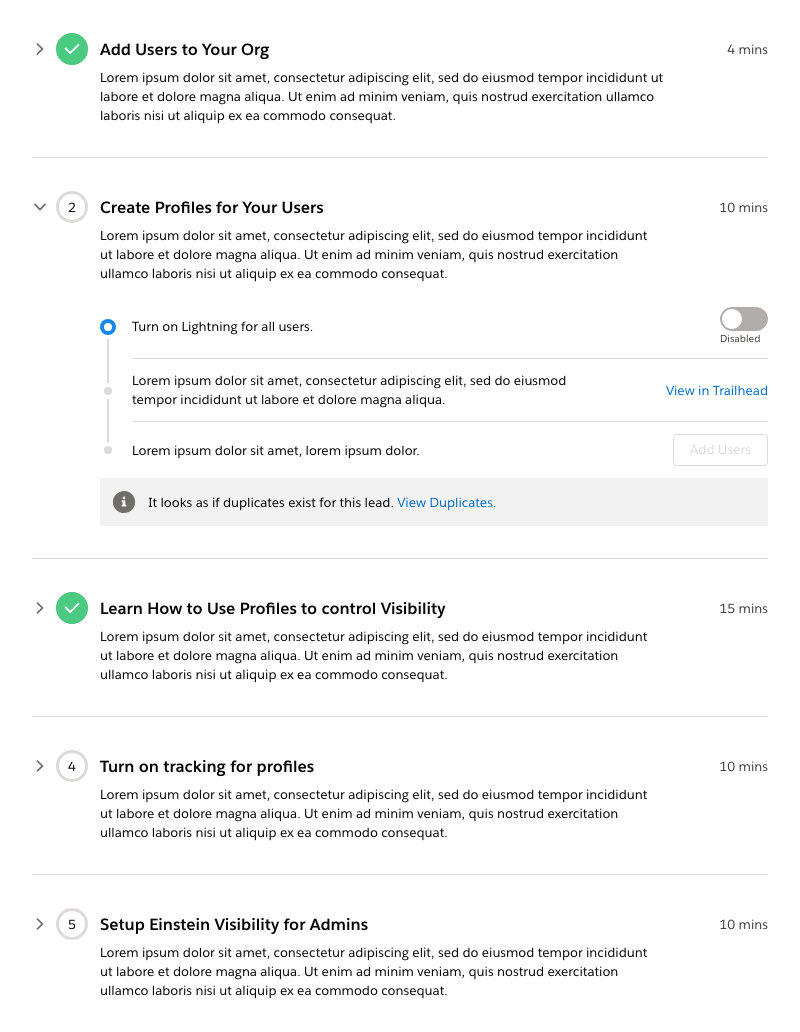 Add Users to Your Org
4 mins
Lorem ipsum dolor sit amet, consectetur adipiscing elit, sed do eiusmod tempor incididunt ut
labore et dolore magna aliqua. Ut enim ad minim veniam, quis nostrud exercitation ullamco
laboris nisi ut aliquip ex ea commodo consequat.
2
Create Profiles for Your Users
10 mins
Lorem ipsum dolor sit amet, consectetur adipiscing elit, sed do eiusmod tempor incididunt
ut labore et dolore magna aliqua. Ut enim ad minim veniam, quis nostrud exercitation
ullamco laboris nisi ut aliquip ex ea commodo consequat.
Turn on Lightning for all users.
Disabled
Lorem ipsum dolor sit amet, consectetur adipiscing elit, sed do eiusmod
tempor incididunt ut labore et dolore magna aliqua.
View in Trailhead
Lorem ipsum dolor sit amet, lorem ipsum dolor.
Add Users
It looks as if duplicates exist for this lead. View Duplicates.
Learn How to Use Profiles to control Visibility
15 mins
Lorem ipsum dolor sit amet, consectetur adipiscing elit, sed do eiusmod tempor incididunt
ut labore et dolore magna aliqua. Ut enim ad minim veniam, quis nostrud exercitation
ullamco laboris nisi ut aliquip ex ea commodo consequat.
4
Turn on tracking for profiles
10 mins
Lorem ipsum dolor sit amet, consectetur adipiscing elit, sed do eiusmod tempor incididunt
ut labore et dolore magna aliqua. Ut enim ad minim veniam, quis nostrud exercitation
ullamco laboris nisi ut aliquip ex ea commodo consequat.
5
Setup Einstein Visibility for Admins
10 mins
Lorem ipsum dolor sit amet, consectetur adipiscing elit, sed do eiusmod tempor incididunt
ut labore et dolore magna aliqua. Ut enim ad minim veniam, quis nostrud exercitation
ullamco laboris nisi ut aliquip ex ea commodo consequat.